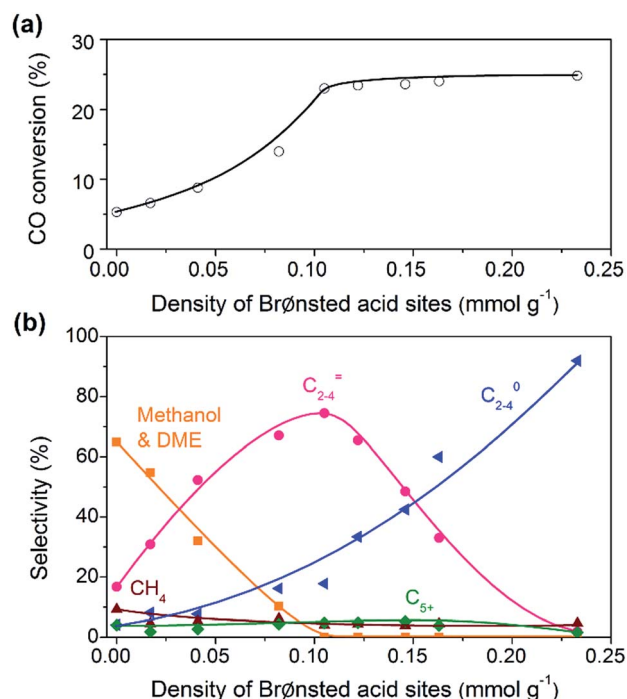 (a)
CO conversion (%)
30
20
10
0
0.00 0.05 0.10 0.15 0.20 0.25
Density of BrØnsted acid sites (mmol g⁻¹)
(b)
Selectivity (%)
100
80
60
40
20
0
Methanol
& DME
C₂₋₄⁼
C₂₋₄⁰
CH₄
C₅₊
0.00 0.05 0.10 0.15 0.20 0.25
Density of BrØnsted acid sites (mmol g⁻¹)